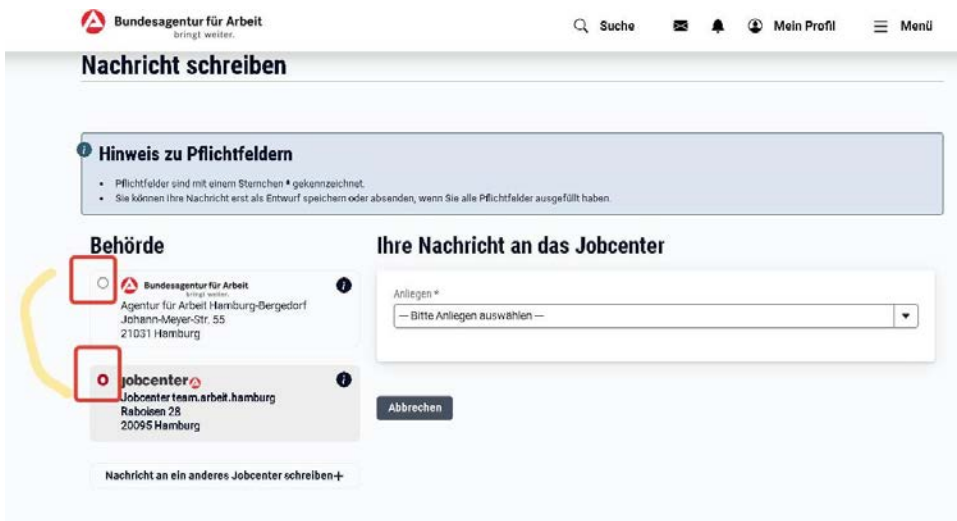 Bundesagentur für Arbeit
bringt weiter.
Suche
Mein Profil
Menü
Nachricht schreiben
Hinweis zu Pflichtfeldern
• Pflichtfelder sind mit einem Sternchen * gekennzeichnet.
• Sie können Ihre Nachricht erst als Entwurf speichern oder absenden, wenn Sie alle Pflichtfelder ausgefüllt haben.
Behörde
Bundesagentur für Arbeit
bringt weiter.
Agentur für Arbeit Hamburg-Bergedorf
Johann-Meyer-Str. 55
21031 Hamburg
jobcenter
Jobcenter team.arbeit.hamburg
Raboisen 28
20095 Hamburg
Nachricht an ein anderes Jobcenter schreiben+
Ihre Nachricht an das Jobcenter
Anliegen *
— Bitte Anliegen auswählen —
Abbrechen